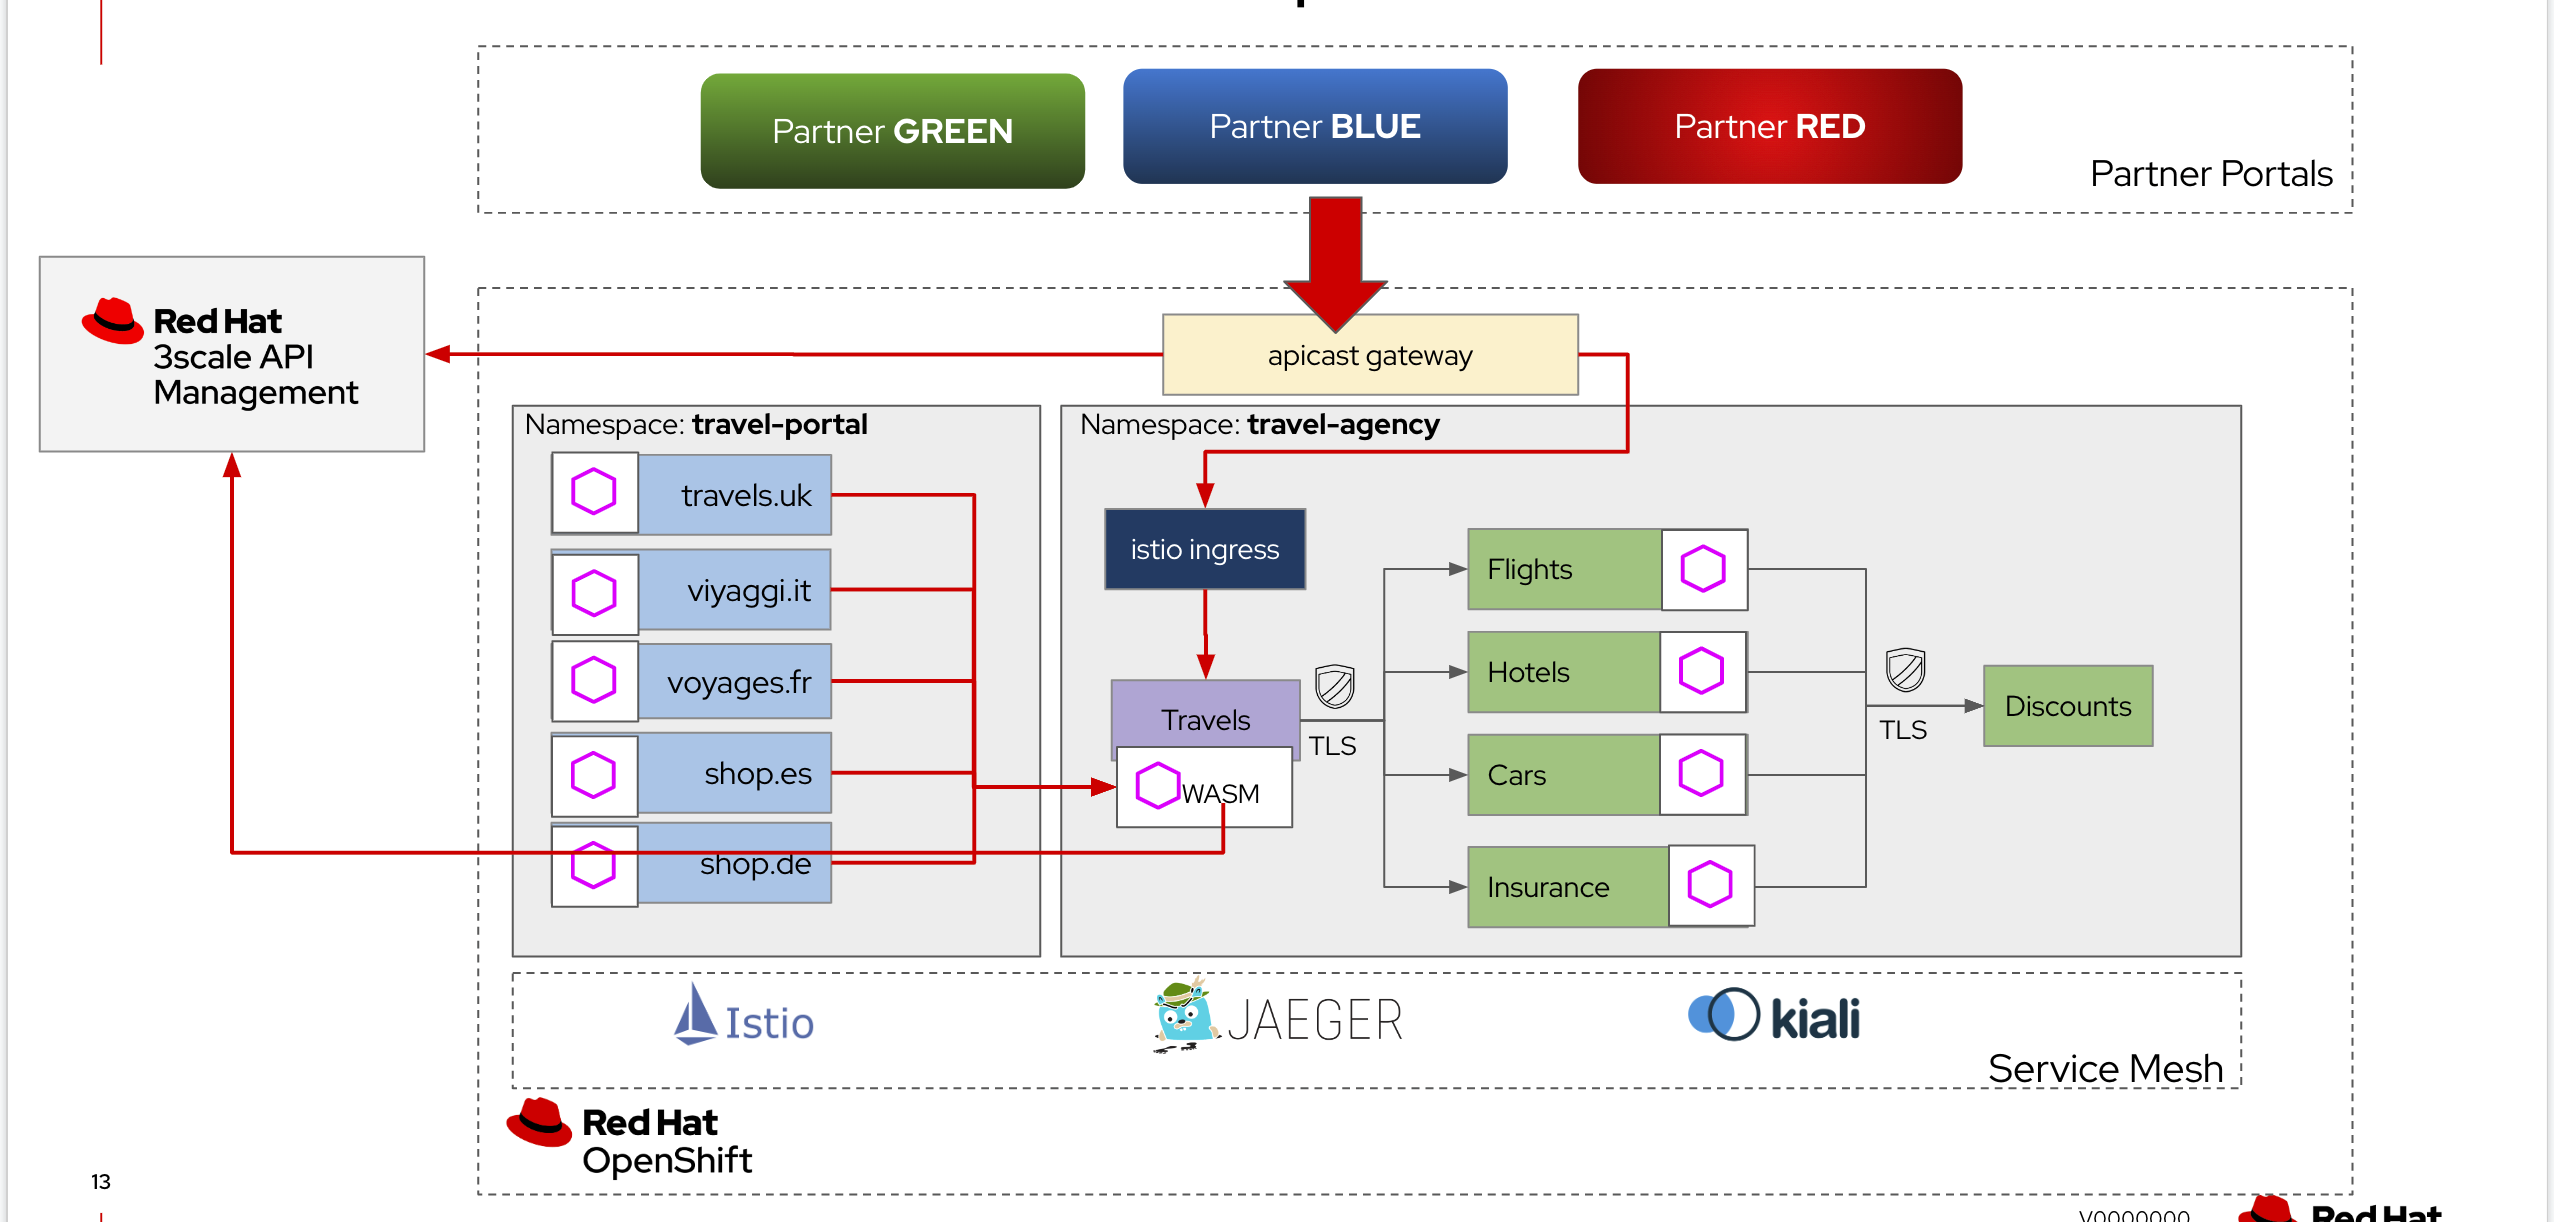 Partner GREEN
Partner BLUE
Partner RED
Partner Portals
Red Hat
3scale API
Management
apicast gateway
Namespace: travel-portal
travels.uk
viyaggi.it
voyages.fr
shop.es
shop.de
Namespace: travel-agency
istio ingress
Travels
WASM
TLS
Flights
Hotels
Cars
Insurance
TLS
Discounts
Istio
JAEGER
kiali
Service Mesh
Red Hat
OpenShift
13
V0000000
Red Hat